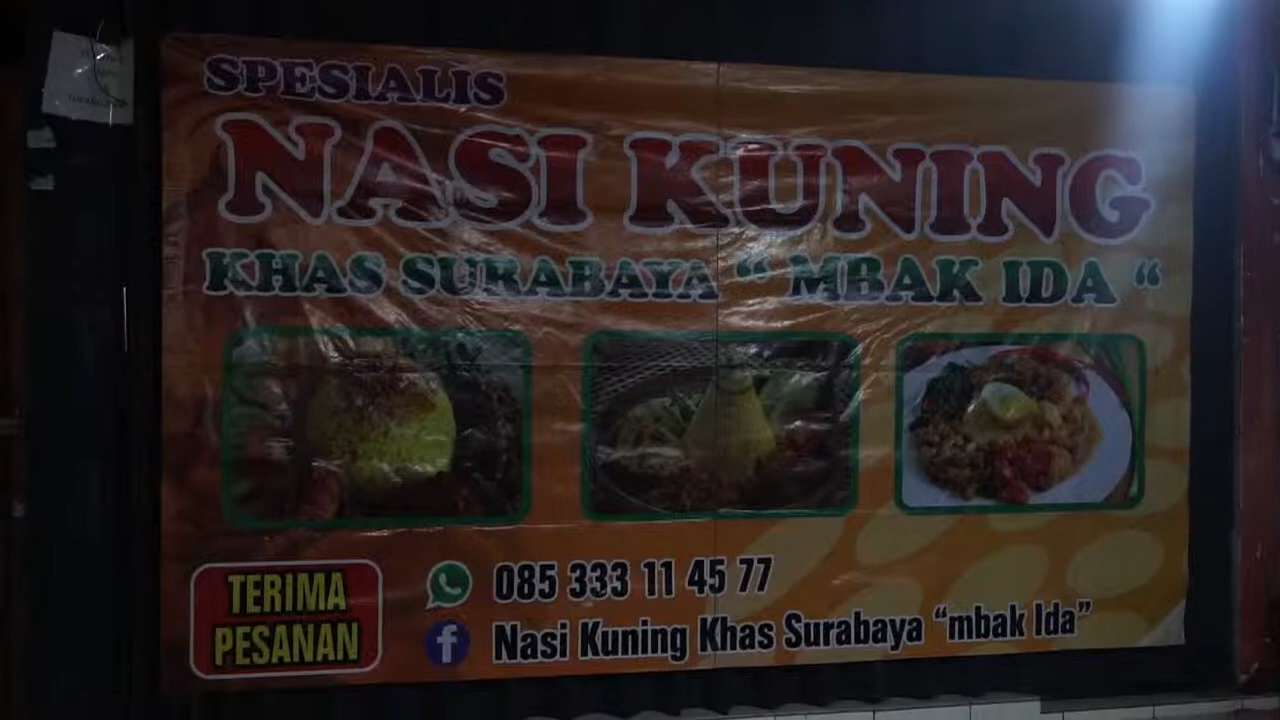 SPESIALIS
NASI KUNING
KHAS SURABAYA “ MBAK IDA “
TERIMA
PESANAN
085 333 11 45 77
Nasi Kuning Khas Surabaya “mbak Ida”